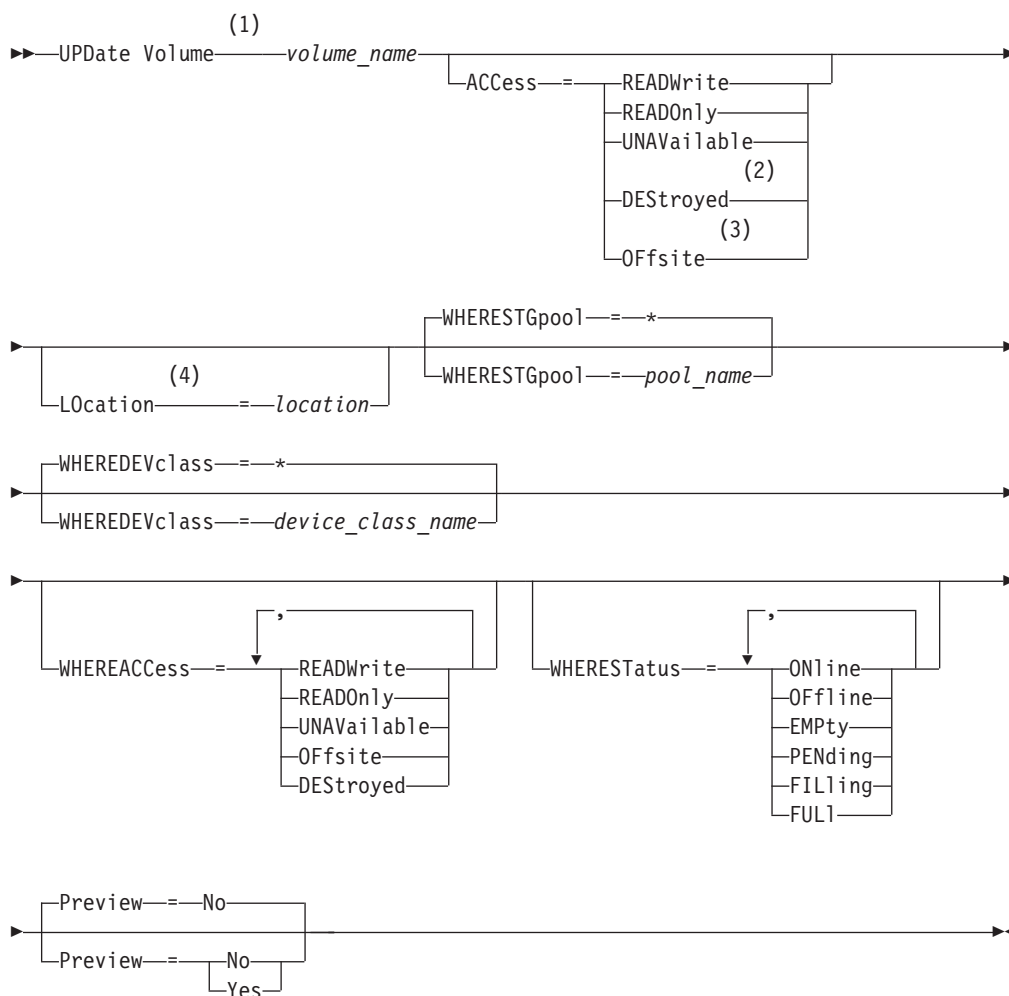 (1)
UPDate Volume volume_name
ACCess = READWrite
READOnly
UNAVailable
(2)
DEStroyed
(3)
OFfsite
WHERESTGpool = *
WHERESTGpool = pool_name
(4)
LOcation = location
WHEREDEVclass = *
WHEREDEVclass = device_class_name
,
WHEREACCess = READWrite
READOnly
UNAVailable
OFfsite
DEStroyed
,
WHERESTatus = ONline
OFfline
EMPty
PENding
FILling
FULl
Preview = No
Preview = No
Yes